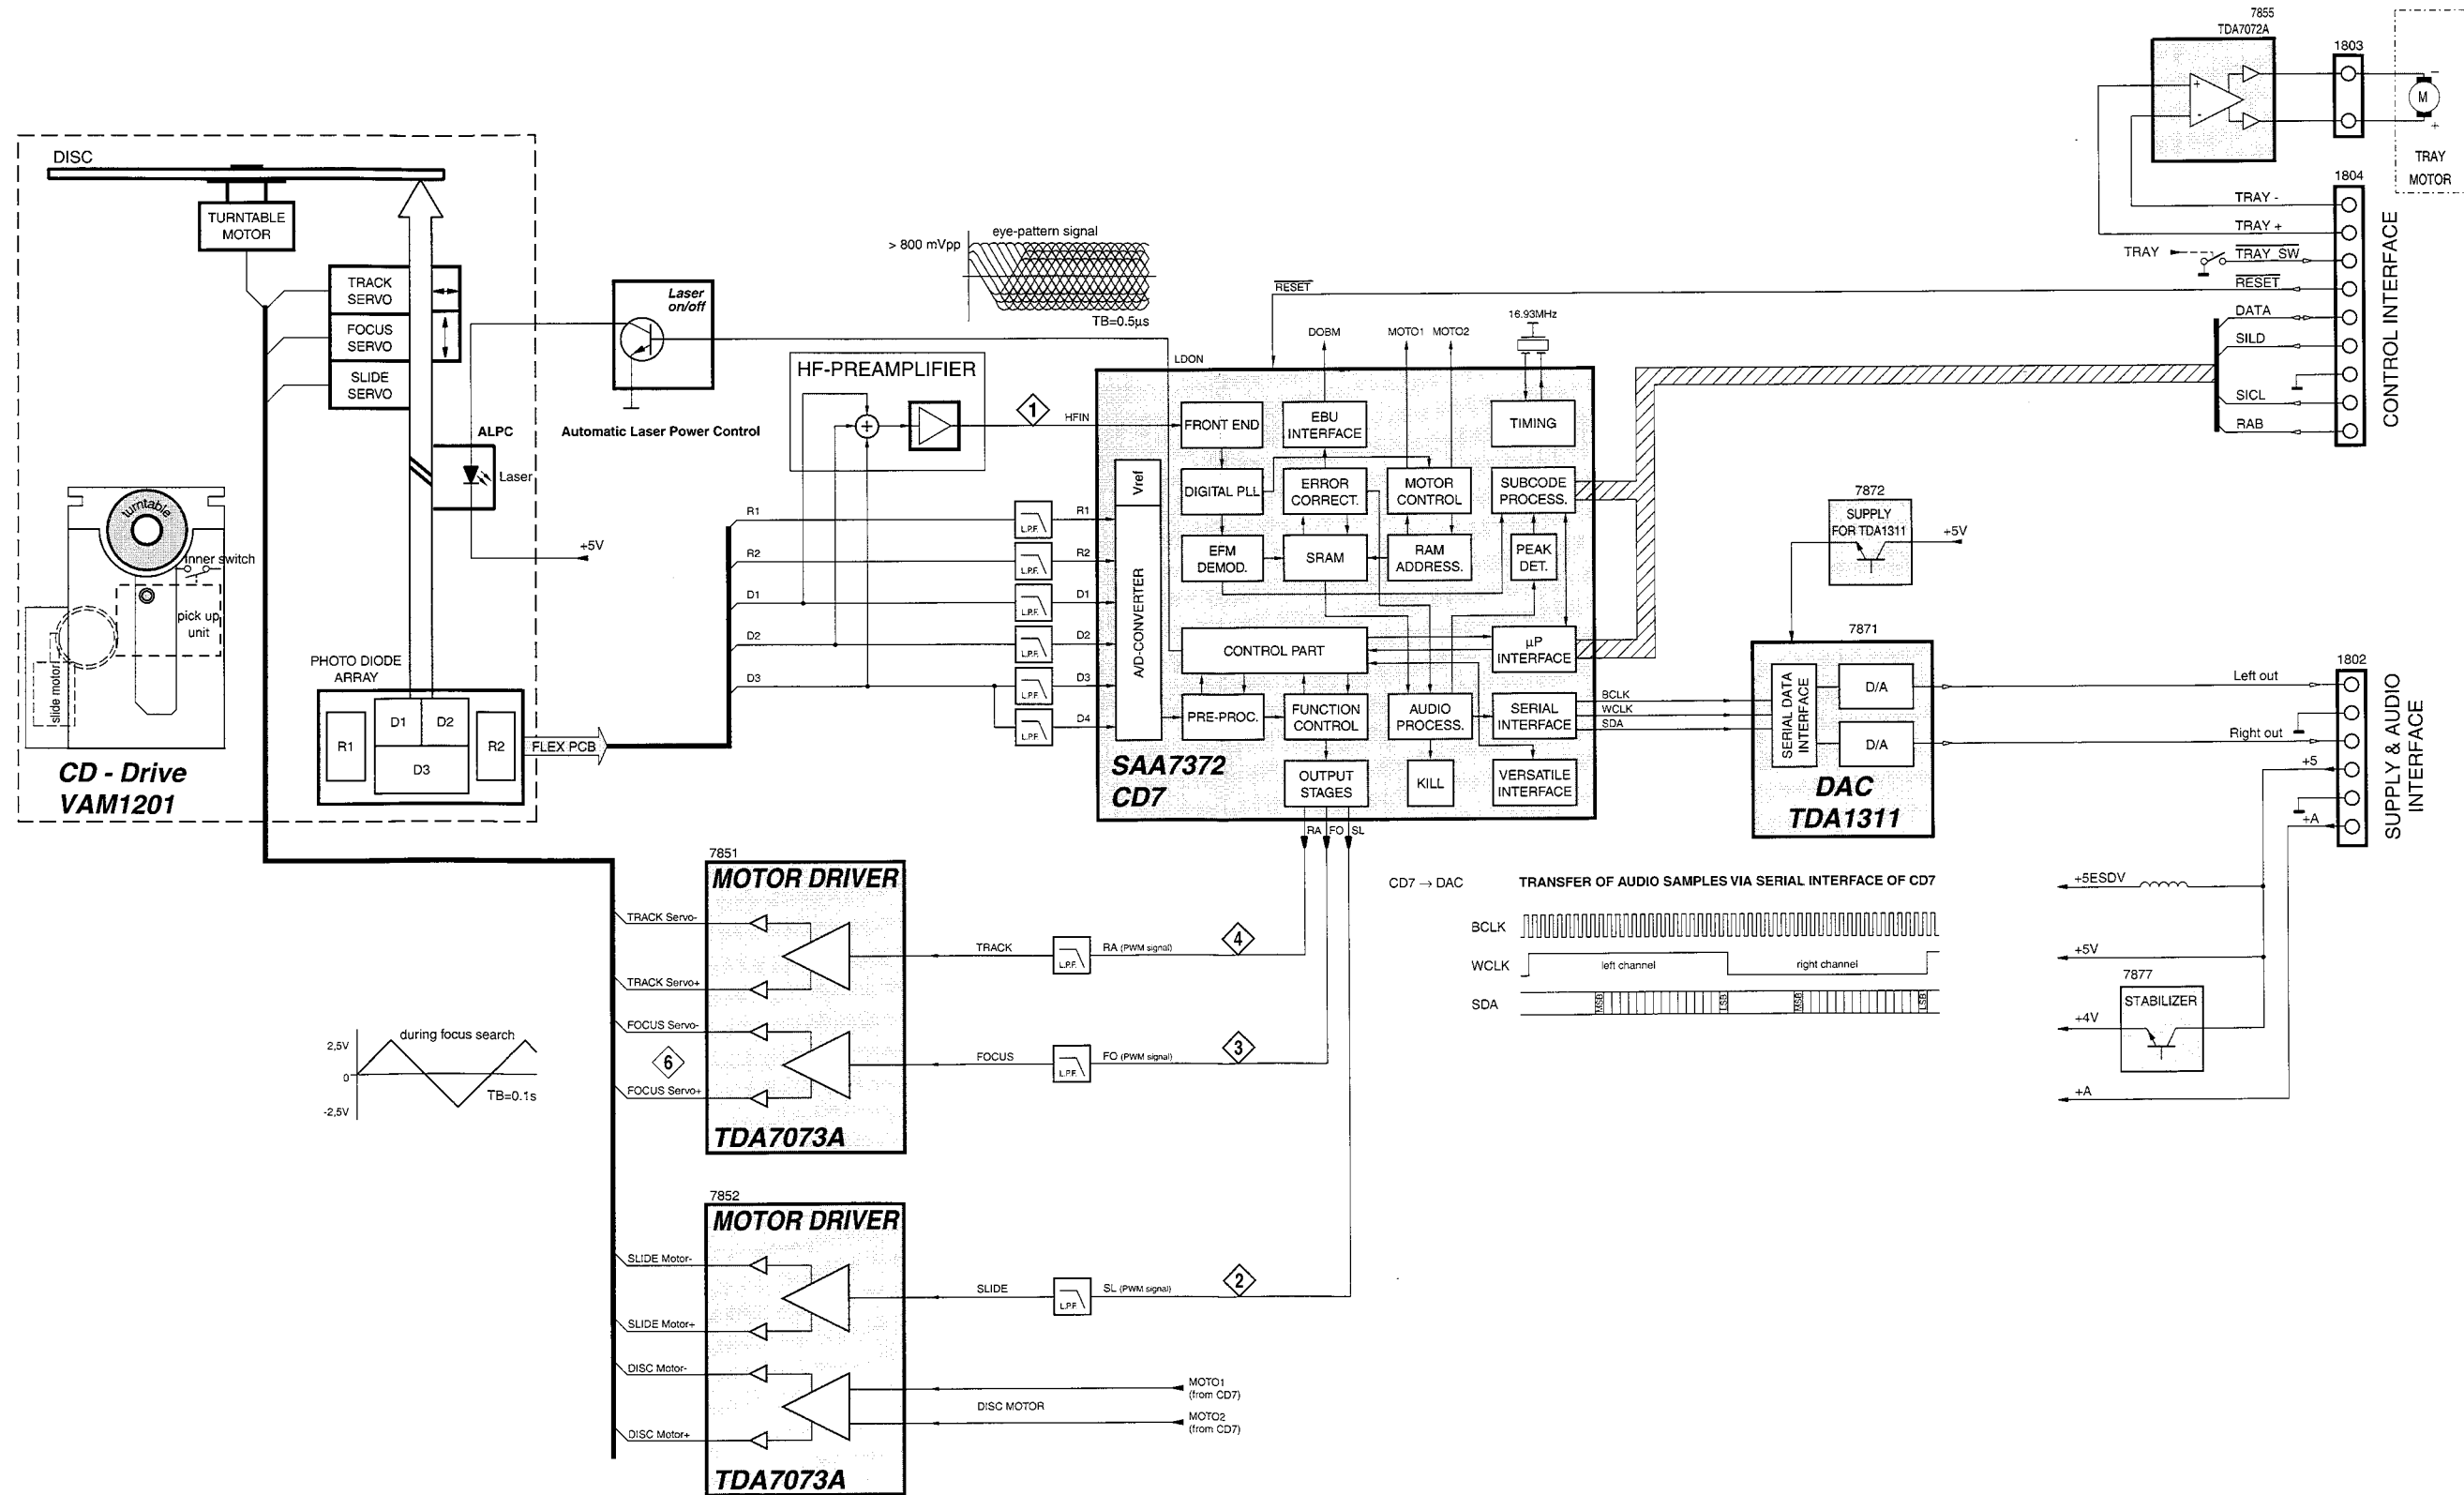 7855
TDA7072A
1803
+
-
−
M
+
TRAY
MOTOR
1804
TRAY -
TRAY +
TRAY
TRAY SW
RESET
DATA
SILD
SICL
RAB
CONTROL INTERFACE
DISC
TURNTABLE
MOTOR
TRACK
SERVO
FOCUS
SERVO
SLIDE
SERVO
ALPC
Laser
+5V
turntable
inner switch
pick up
unit
slide motor
PHOTO DIODE
ARRAY
R1
D1
D2
D3
R2
FLEX PCB
CD - Drive
VAM1201
Laser
on/off
Automatic Laser Power Control
> 800 mVpp
eye-pattern signal
TB=0.5µs
HF-PREAMPLIFIER
+
1
HFIN
LDON
RESET
DOBM
MOTO1
MOTO2
16.93MHz
R1
L.P.F.
R1
R2
L.P.F.
R2
D1
L.P.F.
D1
D2
L.P.F.
D2
D3
L.P.F.
D3
L.P.F.
D4
Vref
A/D-CONVERTER
FRONT END
EBU
INTERFACE
TIMING
DIGITAL PLL
ERROR
CORRECT.
MOTOR
CONTROL
SUBCODE
PROCESS.
EFM
DEMOD.
SRAM
RAM
ADDRESS.
PEAK
DET.
CONTROL PART
µP
INTERFACE
PRE-PROC.
FUNCTION
CONTROL
AUDIO
PROCESS.
SERIAL
INTERFACE
OUTPUT
STAGES
KILL
VERSATILE
INTERFACE
SAA7372
CD7
BCLK
WCLK
SDA
RA
FO
SL
7872
SUPPLY
FOR TDA1311
+5V
7871
SERIAL DATA
INTERFACE
D/A
D/A
DAC
TDA1311
Left out
Right out
+5
+A
1802
SUPPLY & AUDIO
INTERFACE
+5ESDV
+5V
7877
STABILIZER
+4V
+A
CD7 → DAC
TRANSFER OF AUDIO SAMPLES VIA SERIAL INTERFACE OF CD7
BCLK
WCLK
left channel
right channel
SDA
MSB
LSB
MSB
LSB
7851
MOTOR DRIVER
TRACK Servo-
TRACK Servo+
FOCUS Servo-
6
FOCUS Servo+
TDA7073A
TRACK
L.P.F.
RA (PWM signal)
4
FOCUS
L.P.F.
FO (PWM signal)
3
2,5V
0
-2,5V
during focus search
TB=0.1s
7852
MOTOR DRIVER
SLIDE Motor-
SLIDE Motor+
DISC Motor-
DISC Motor+
TDA7073A
SLIDE
L.P.F.
SL (PWM signal)
2
DISC MOTOR
MOTO1
(from CD7)
MOTO2
(from CD7)